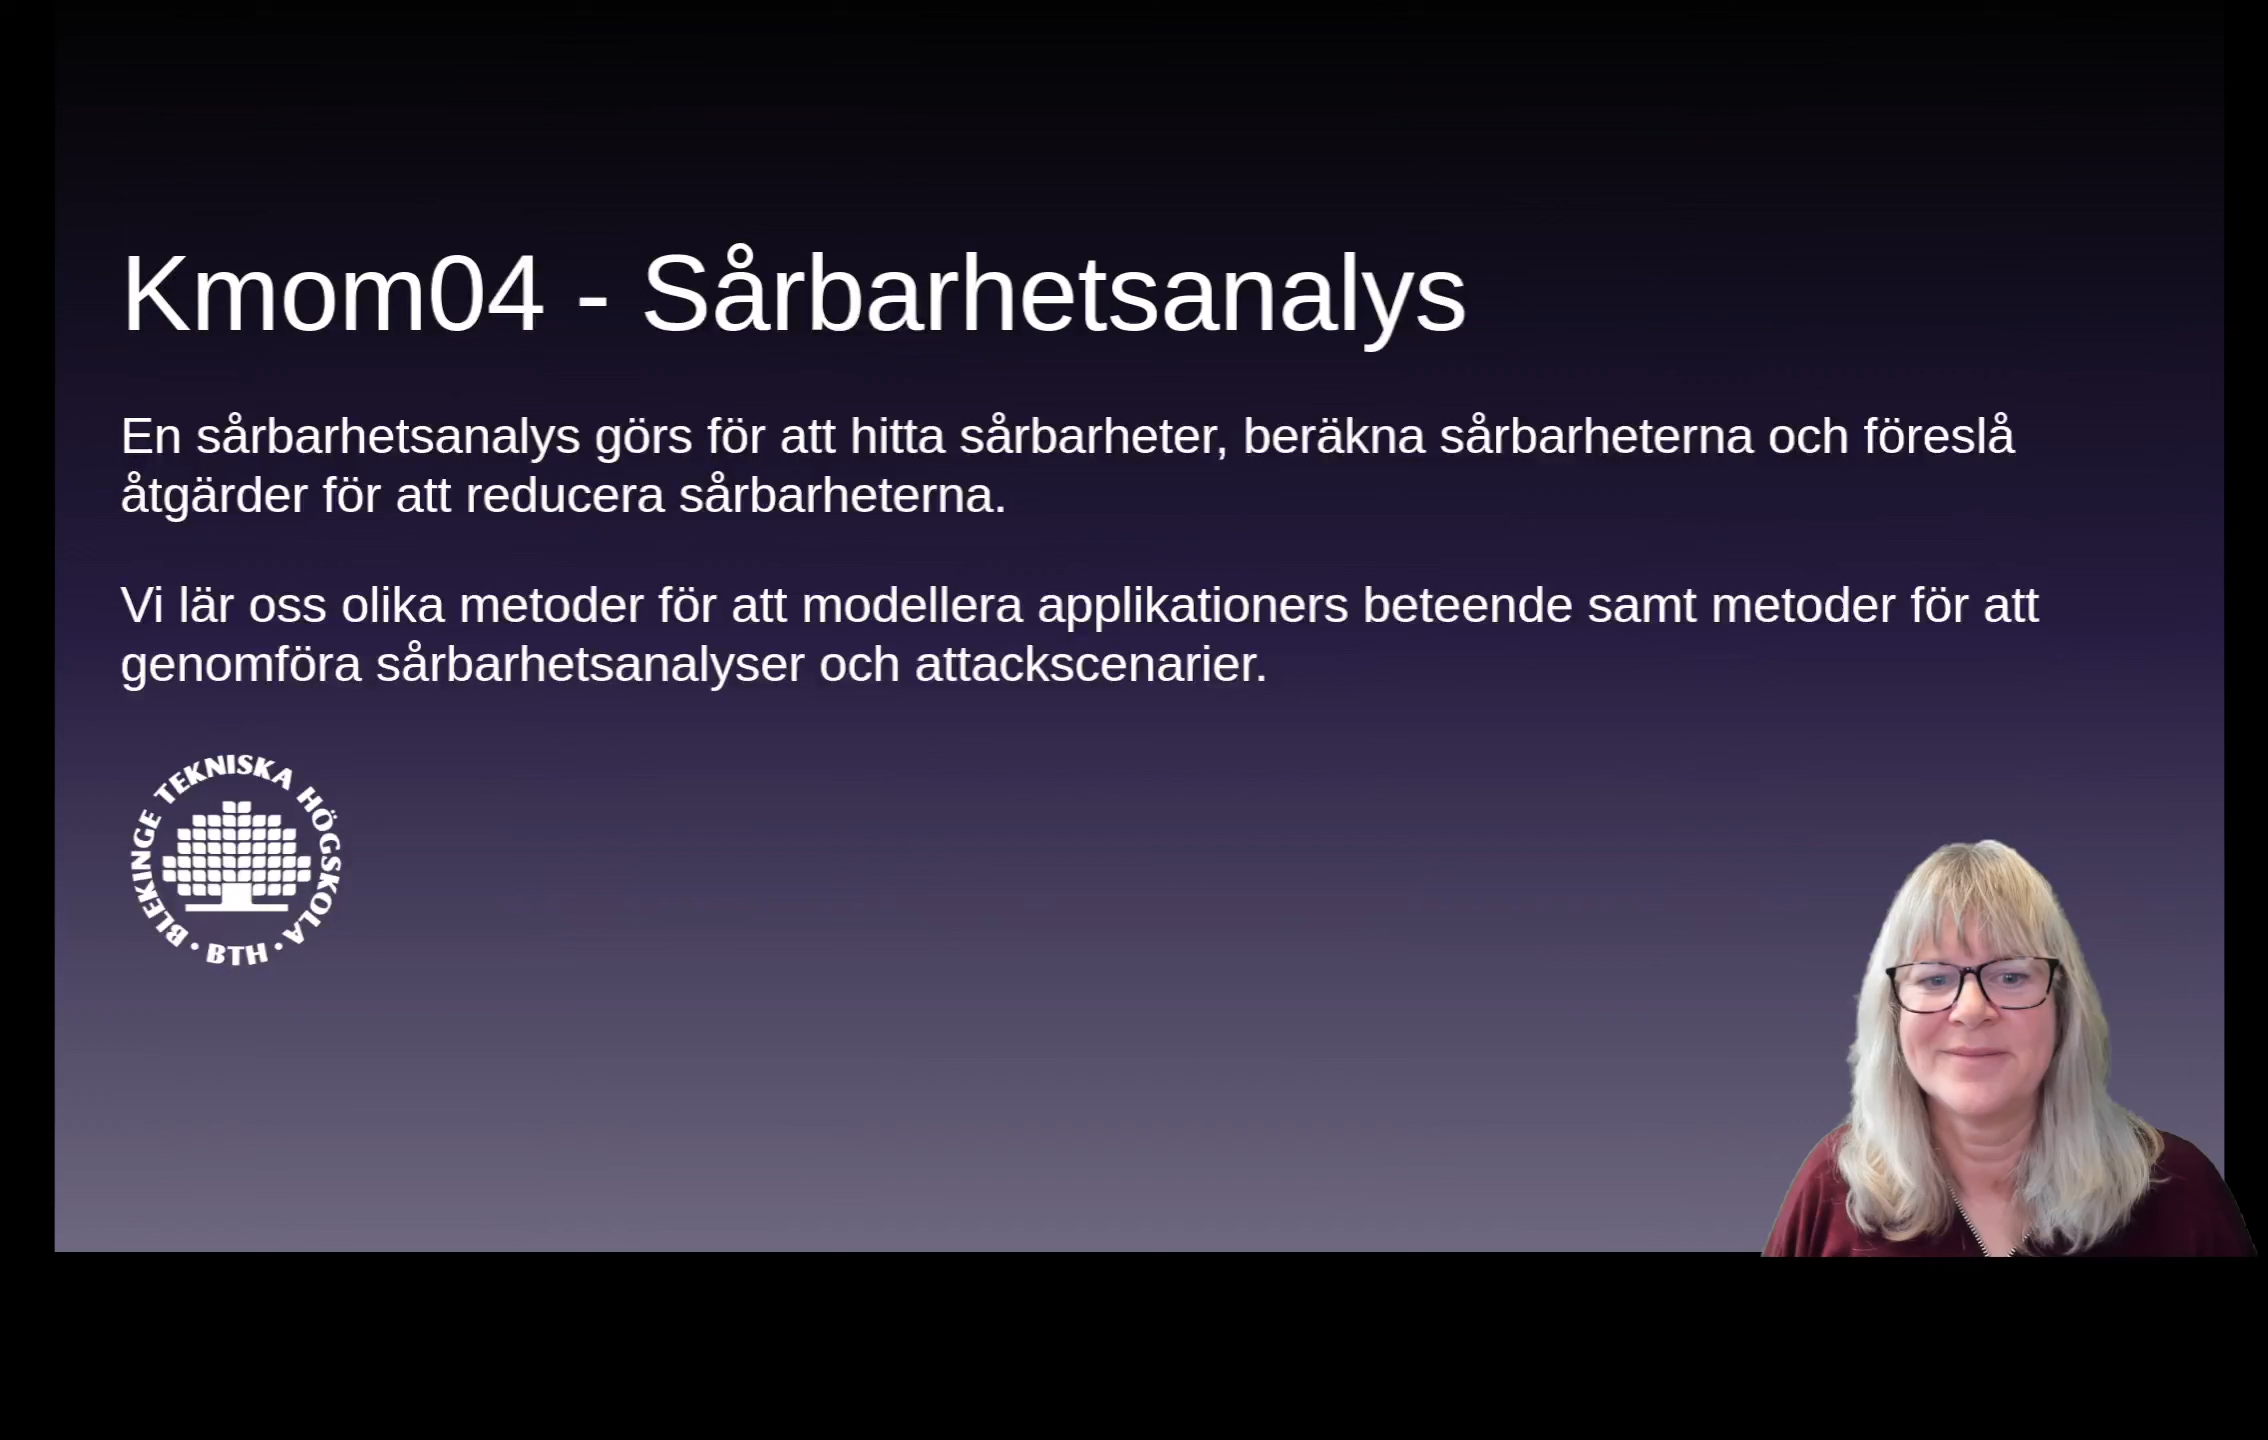 Kmom04 - Sårbarhetsanalys
En sårbarhetsanalys görs för att hitta sårbarheter, beräkna sårbarheterna och föreslå
åtgärder för att reducera sårbarheterna.
Vi lär oss olika metoder för att modellera applikationers beteende samt metoder för att
genomföra sårbarhetsanalyser och attackscenarier.
BLEKINGE TEKNISKA HÖGSKOLA
· BTH ·